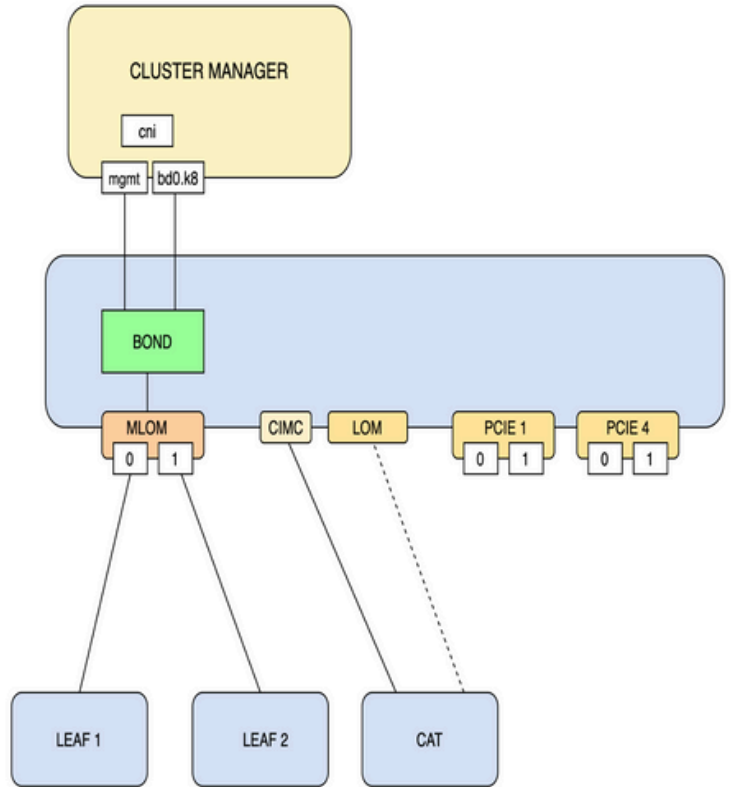 CLUSTER MANAGER
cni
mgmt bd0.k8
BOND
MLOM CIMC LOM PCIE 1 PCIE 4
0 1 0 1 0 1
LEAF 1 LEAF 2 CAT